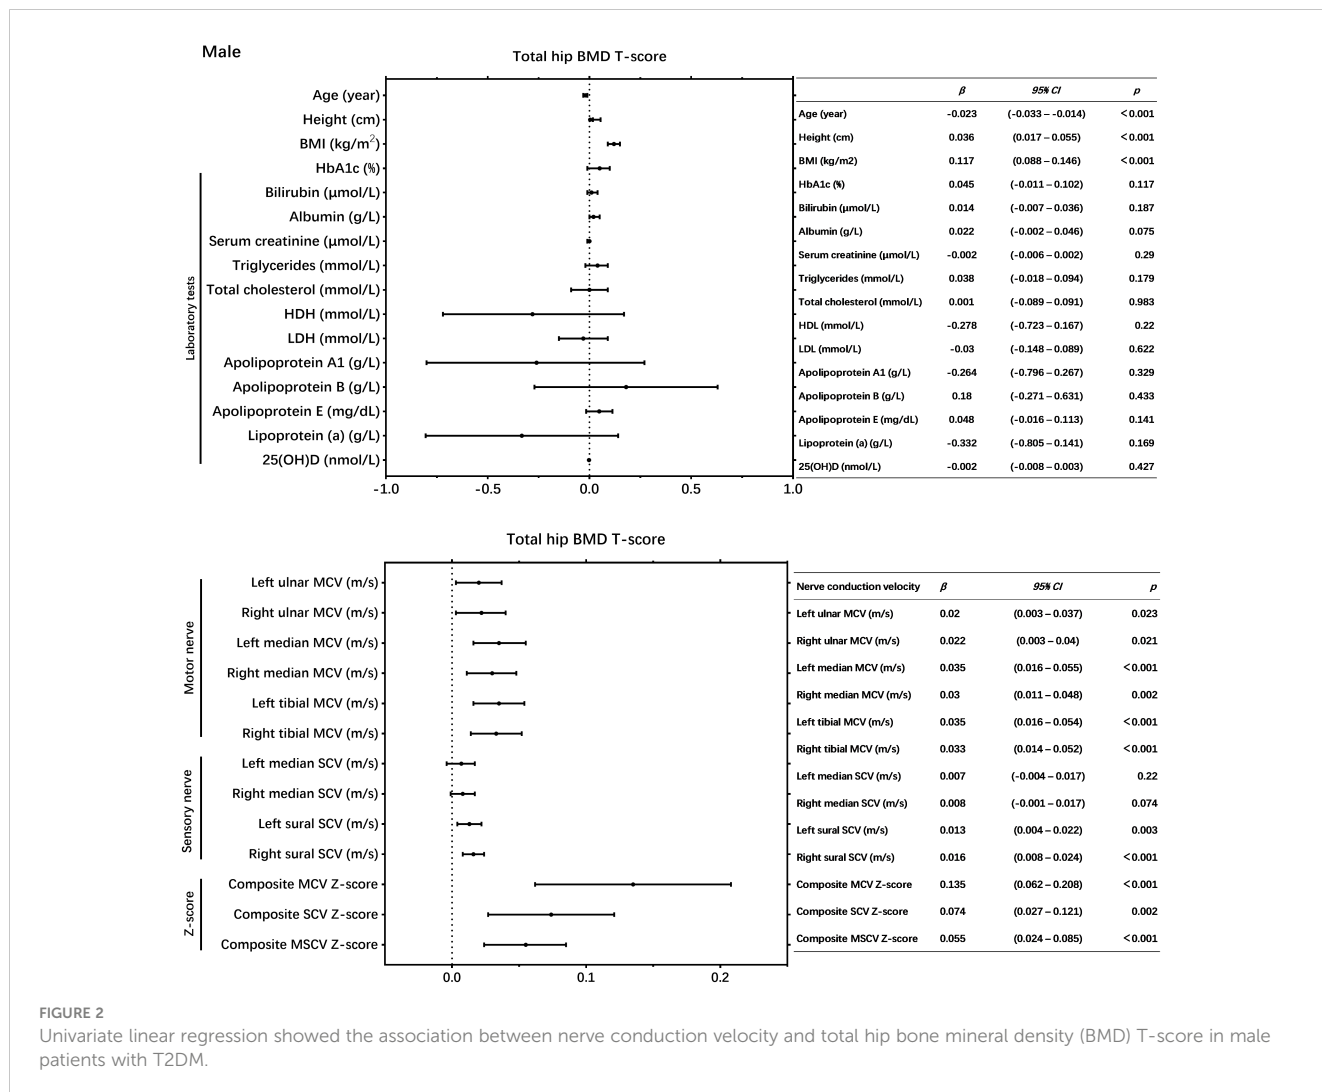 Male
Total hip BMD T-score
Age (year)
Height (cm)
BMI (kg/m²)
HbA1c (%)
Bilirubin (μmol/L)
Albumin (g/L)
Serum creatinine (μmol/L)
Triglycerides (mmol/L)
Total cholesterol (mmol/L)
HDH (mmol/L)
LDH (mmol/L)
Apolipoprotein A1 (g/L)
Apolipoprotein B (g/L)
Apolipoprotein E (mg/dL)
Lipoprotein (a) (g/L)
25(OH)D (nmol/L)
Laboratory tests
-1.0 -0.5 0.0 0.5 1.0
β 95% CI p
Age (year) -0.023 (-0.033 – -0.014) <0.001
Height (cm) 0.036 (0.017 – 0.055) <0.001
BMI (kg/m2) 0.117 (0.088 – 0.146) <0.001
HbA1c (%) 0.045 (-0.011 – 0.102) 0.117
Bilirubin (μmol/L) 0.014 (-0.007 – 0.036) 0.187
Albumin (g/L) 0.022 (-0.002 – 0.046) 0.075
Serum creatinine (μmol/L) -0.002 (-0.006 – 0.002) 0.29
Triglycerides (mmol/L) 0.038 (-0.018 – 0.094) 0.179
Total cholesterol (mmol/L) 0.001 (-0.089 – 0.091) 0.983
HDL (mmol/L) -0.278 (-0.723 – 0.167) 0.22
LDL (mmol/L) -0.03 (-0.148 – 0.089) 0.622
Apolipoprotein A1 (g/L) -0.264 (-0.796 – 0.267) 0.329
Apolipoprotein B (g/L) 0.18 (-0.271 – 0.631) 0.433
Apolipoprotein E (mg/dL) 0.048 (-0.016 – 0.113) 0.141
Lipoprotein (a) (g/L) -0.332 (-0.805 – 0.141) 0.169
25(OH)D (nmol/L) -0.002 (-0.008 – 0.003) 0.427
Total hip BMD T-score
Left ulnar MCV (m/s)
Right ulnar MCV (m/s)
Left median MCV (m/s)
Right median MCV (m/s)
Left tibial MCV (m/s)
Right tibial MCV (m/s)
Left median SCV (m/s)
Right median SCV (m/s)
Left sural SCV (m/s)
Right sural SCV (m/s)
Composite MCV Z-score
Composite SCV Z-score
Composite MSCV Z-score
Motor nerve
Sensory nerve
Z-score
0.0 0.1 0.2
Nerve conduction velocity β 95% CI p
Left ulnar MCV (m/s) 0.02 (0.003 – 0.037) 0.023
Right ulnar MCV (m/s) 0.022 (0.003 – 0.04) 0.021
Left median MCV (m/s) 0.035 (0.016 – 0.055) <0.001
Right median MCV (m/s) 0.03 (0.011 – 0.048) 0.002
Left tibial MCV (m/s) 0.035 (0.016 – 0.054) <0.001
Right tibial MCV (m/s) 0.033 (0.014 – 0.052) <0.001
Left median SCV (m/s) 0.007 (-0.004 – 0.017) 0.22
Right median SCV (m/s) 0.008 (-0.001 – 0.017) 0.074
Left sural SCV (m/s) 0.013 (0.004 – 0.022) 0.003
Right sural SCV (m/s) 0.016 (0.008 – 0.024) <0.001
Composite MCV Z-score 0.135 (0.062 – 0.208) <0.001
Composite SCV Z-score 0.074 (0.027 – 0.121) 0.002
Composite MSCV Z-score 0.055 (0.024 – 0.085) <0.001
FIGURE 2
Univariate linear regression showed the association between nerve conduction velocity and total hip bone mineral density (BMD) T-score in male
patients with T2DM.